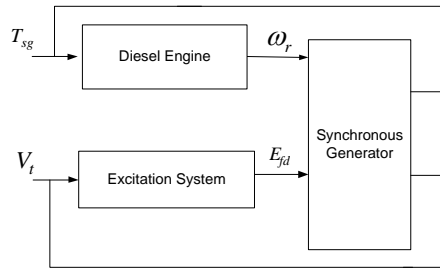 T_sg
Diesel Engine
ω_r
Synchronous
Generator
V_t
Excitation System
E_fd